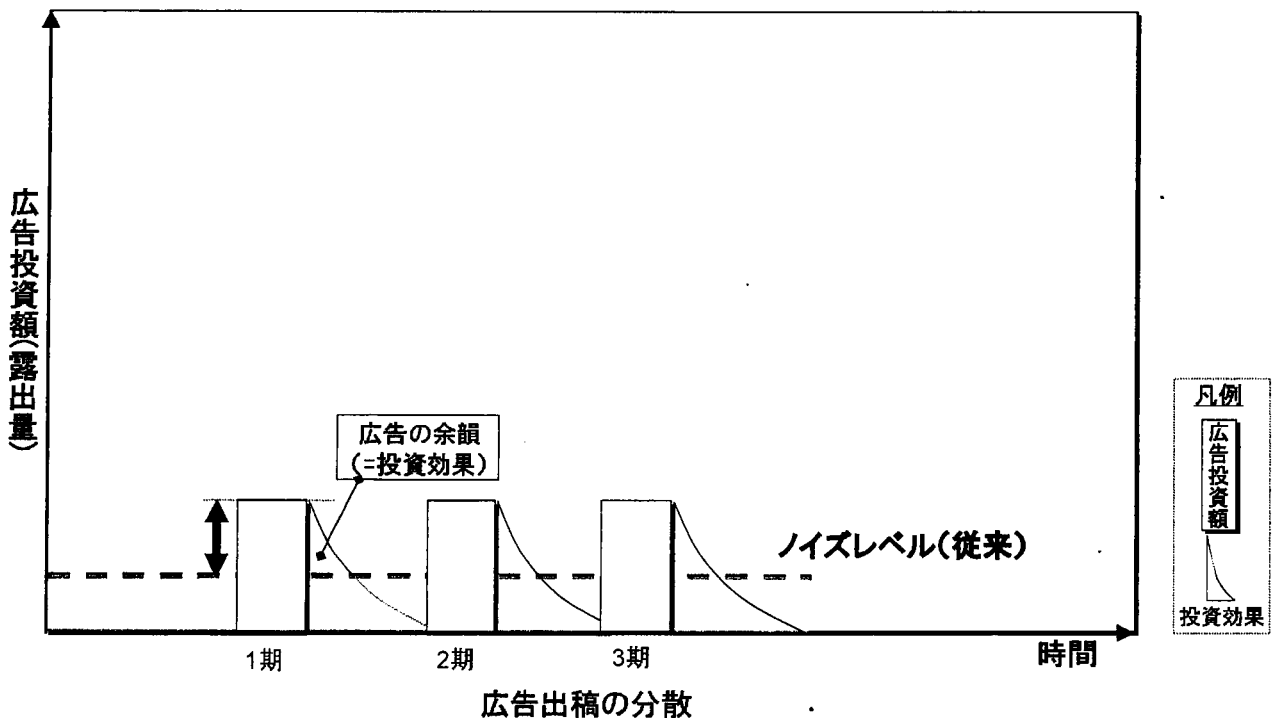 広告投資額(露出量)
広告の余韻
(=投資効果)
ノイズレベル(従来)
1期
2期
3期
時間
広告出稿の分散
凡例
広告投資額
投資効果